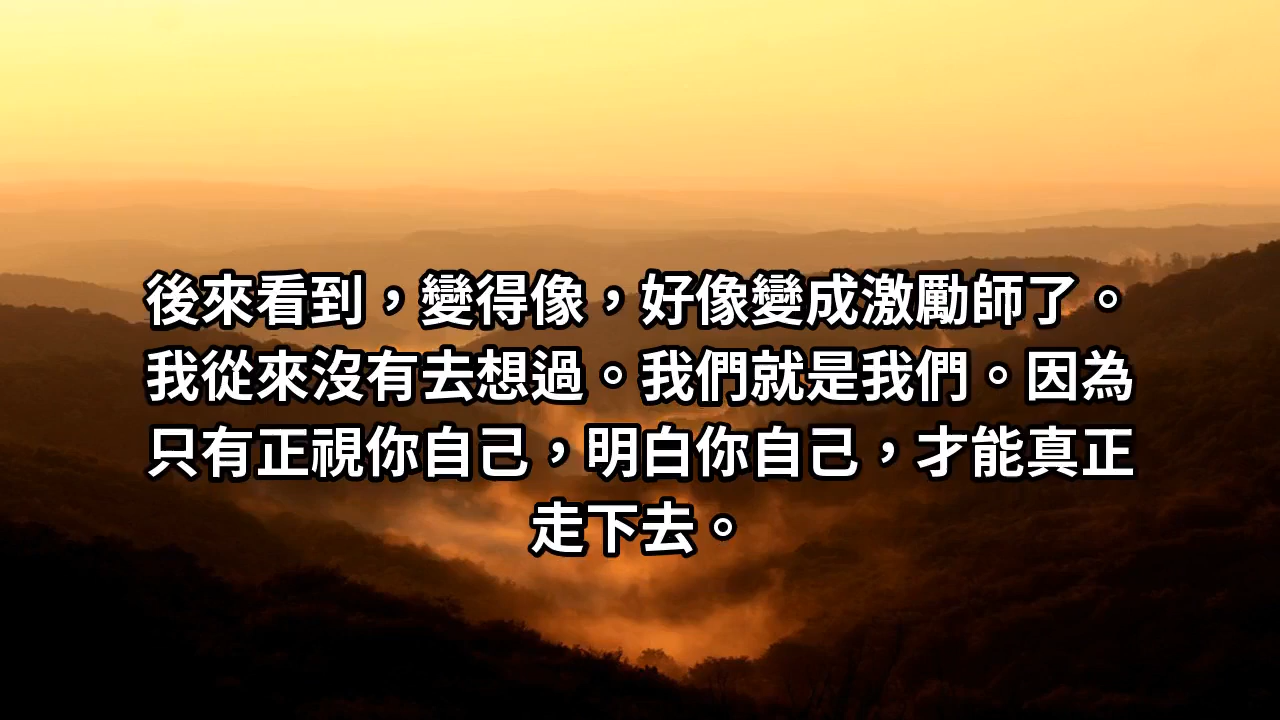 後來看到，變得像，好像變成激勵師了。
我從來沒有去想過。我們就是我們。因為
只有正視你自己，明白你自己，才能真正
走下去。